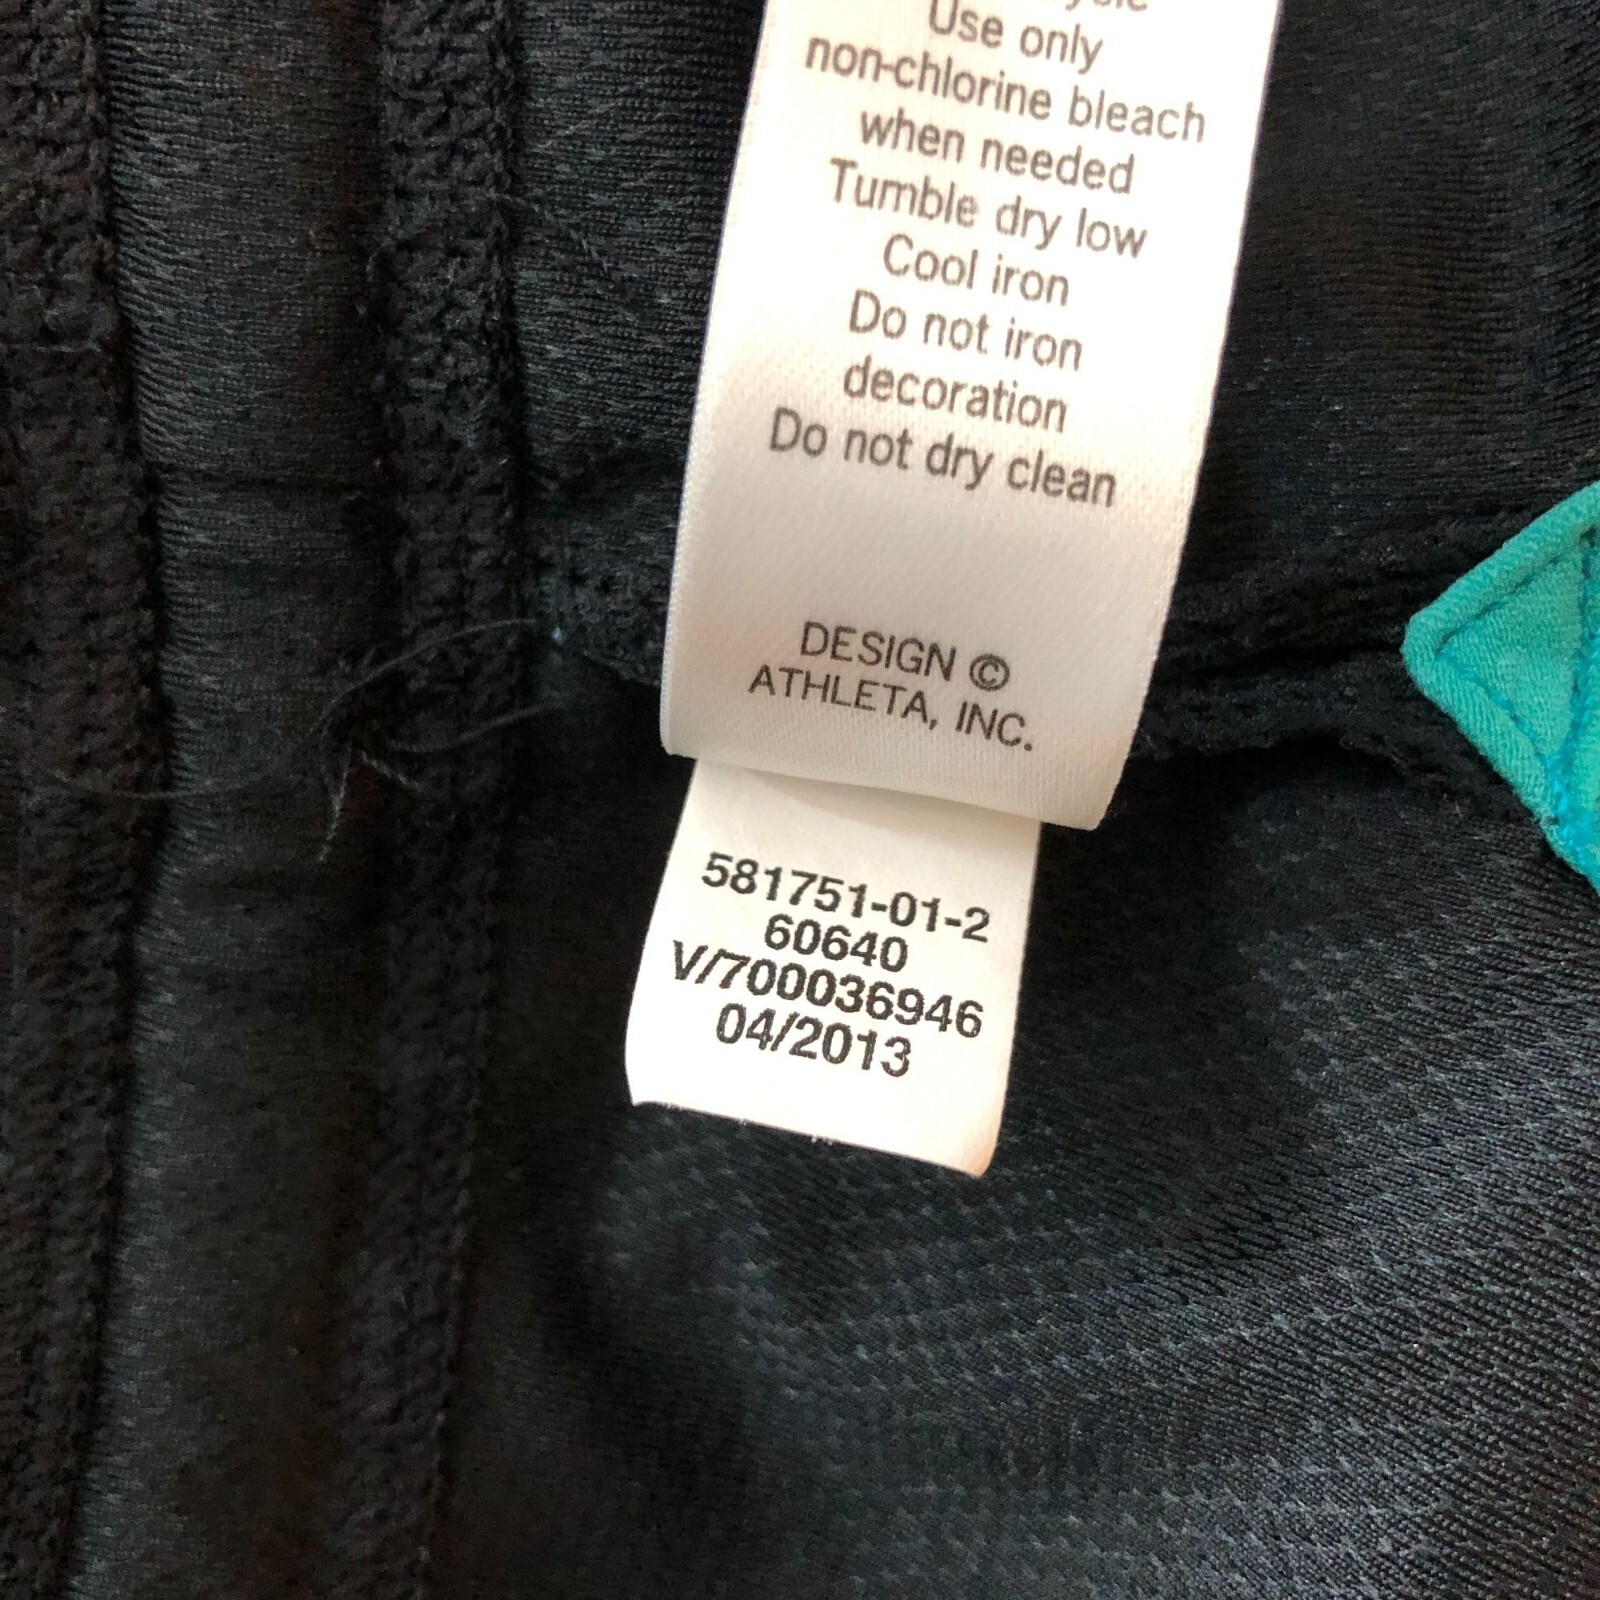 Use only
non-chlorine bleach
when needed
Tumble dry low
Cool iron
Do not iron
decoration
Do not dry clean
DESIGN ©
ATHLETA, INC.
581751-01-2
60640
V/700036946
04/2013